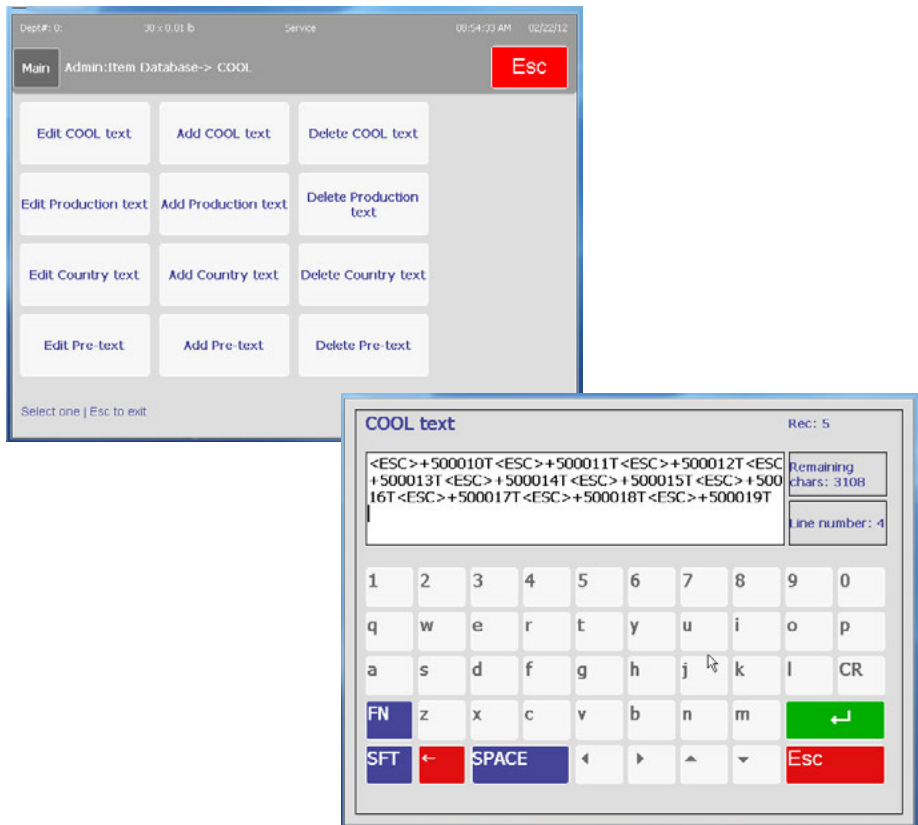 Dept#: 0: 30 x 0.01 lb Service 08:54:33 AM 02/22/12
Main Admin:Item Database-> COOL Esc
Edit COOL text Add COOL text Delete COOL text
Edit Production text Add Production text Delete Production text
Edit Country text Add Country text Delete Country text
Edit Pre-text Add Pre-text Delete Pre-text
Select one | Esc to exit
COOL text Rec: 5
<ESC>+500010T<ESC>+500011T<ESC>+500012T<ESC
+500013T<ESC>+500014T<ESC>+500015T<ESC>+500
16T<ESC>+500017T<ESC>+500018T<ESC>+500019T
Remaining
chars: 3108
Line number: 4
1 2 3 4 5 6 7 8 9 0
q w e r t y u i o p
a s d f g h j k l CR
FN z x c v b n m
SFT ← SPACE Esc